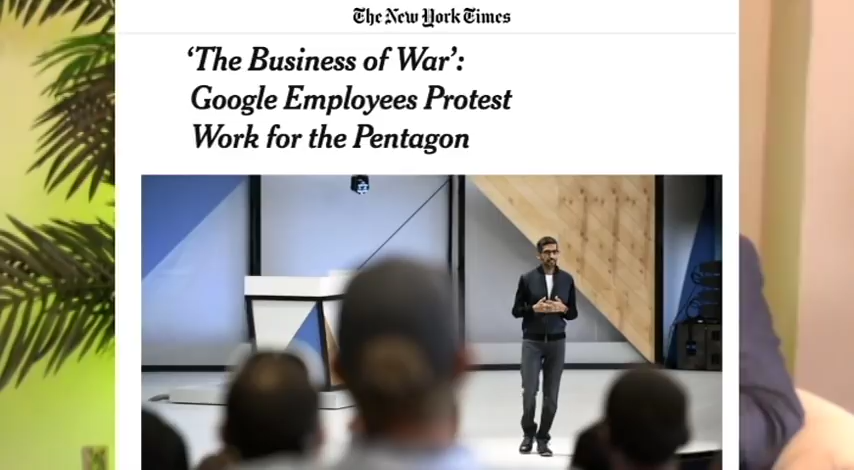 The New York Times
‘The Business of War’:
Google Employees Protest
Work for the Pentagon